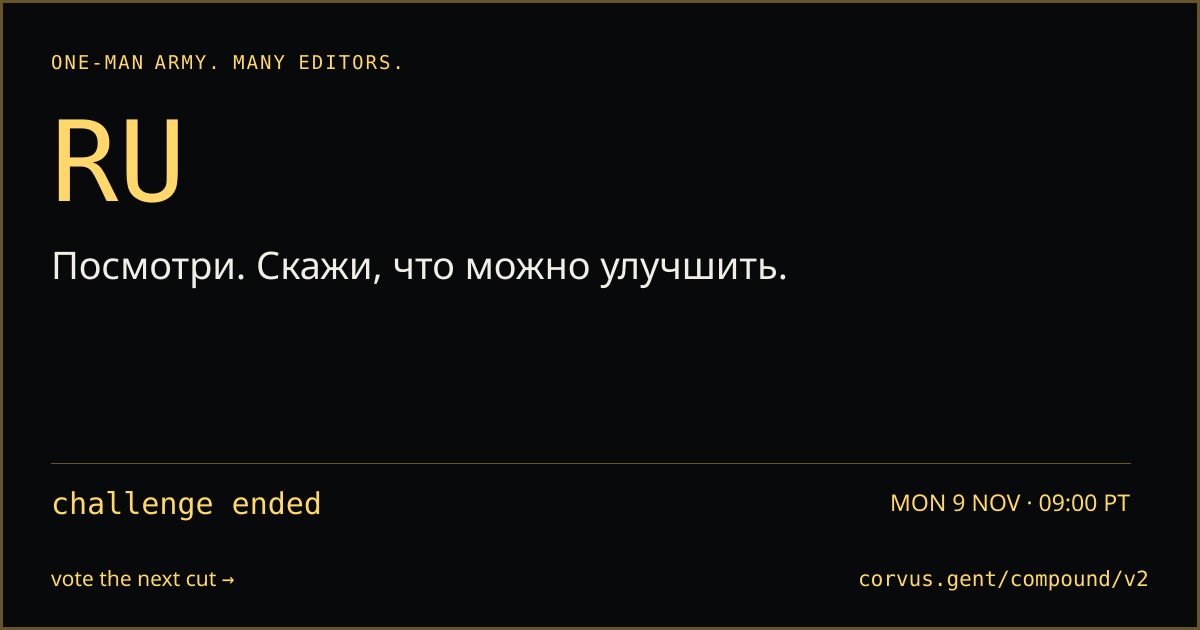 ONE-MAN ARMY. MANY EDITORS.
RU
Посмотри. Скажи, что можно улучшить.
challenge ended
MON 9 NOV · 09:00 PT
vote the next cut →
corvus.gent/compound/v2